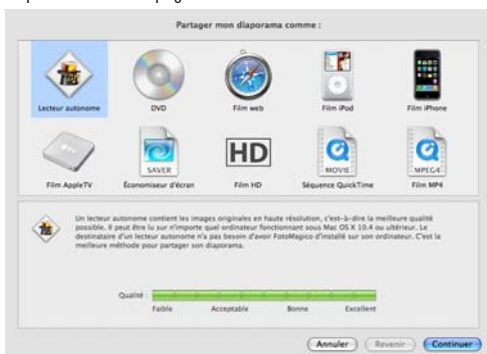 Partager mon diaporama comme :
Lecteur autonome
DVD
Film web
Film iPod
Film iPhone
SAVER
HD
MOVIE
MPEG4
Film AppleTV
Économiseur d'écran
Film HD
Séquence QuickTime
Film MP4
Un lecteur autonome contient les images originales en haute résolution, c'est-à-dire la meilleure qualité
possible. Il peut être lu sur n'importe quel ordinateur fonctionnant sous Mac OS X 10.4 ou ultérieur. Le
destinataire d'un lecteur autonome n'a pas besoin d'avoir FotoMagico d'installé sur son ordinateur. C'est la
meilleure méthode pour partager son diaporama.
Qualité :
Faible
Acceptable
Bonne
Excellent
Annuler
Revenir
Continuer